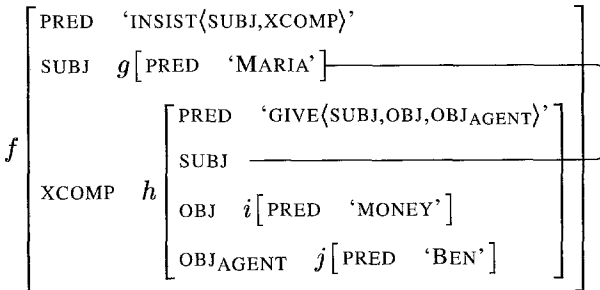 PRED ‘INSIST⟨SUBJ,XCOMP⟩’
SUBJ g[PRED ‘MARIA’]
PRED ‘GIVE⟨SUBJ,OBJ,OBJAGENT⟩’
f
SUBJ
XCOMP h
OBJ i[PRED ‘MONEY’]
OBJAGENT j[PRED ‘BEN’]